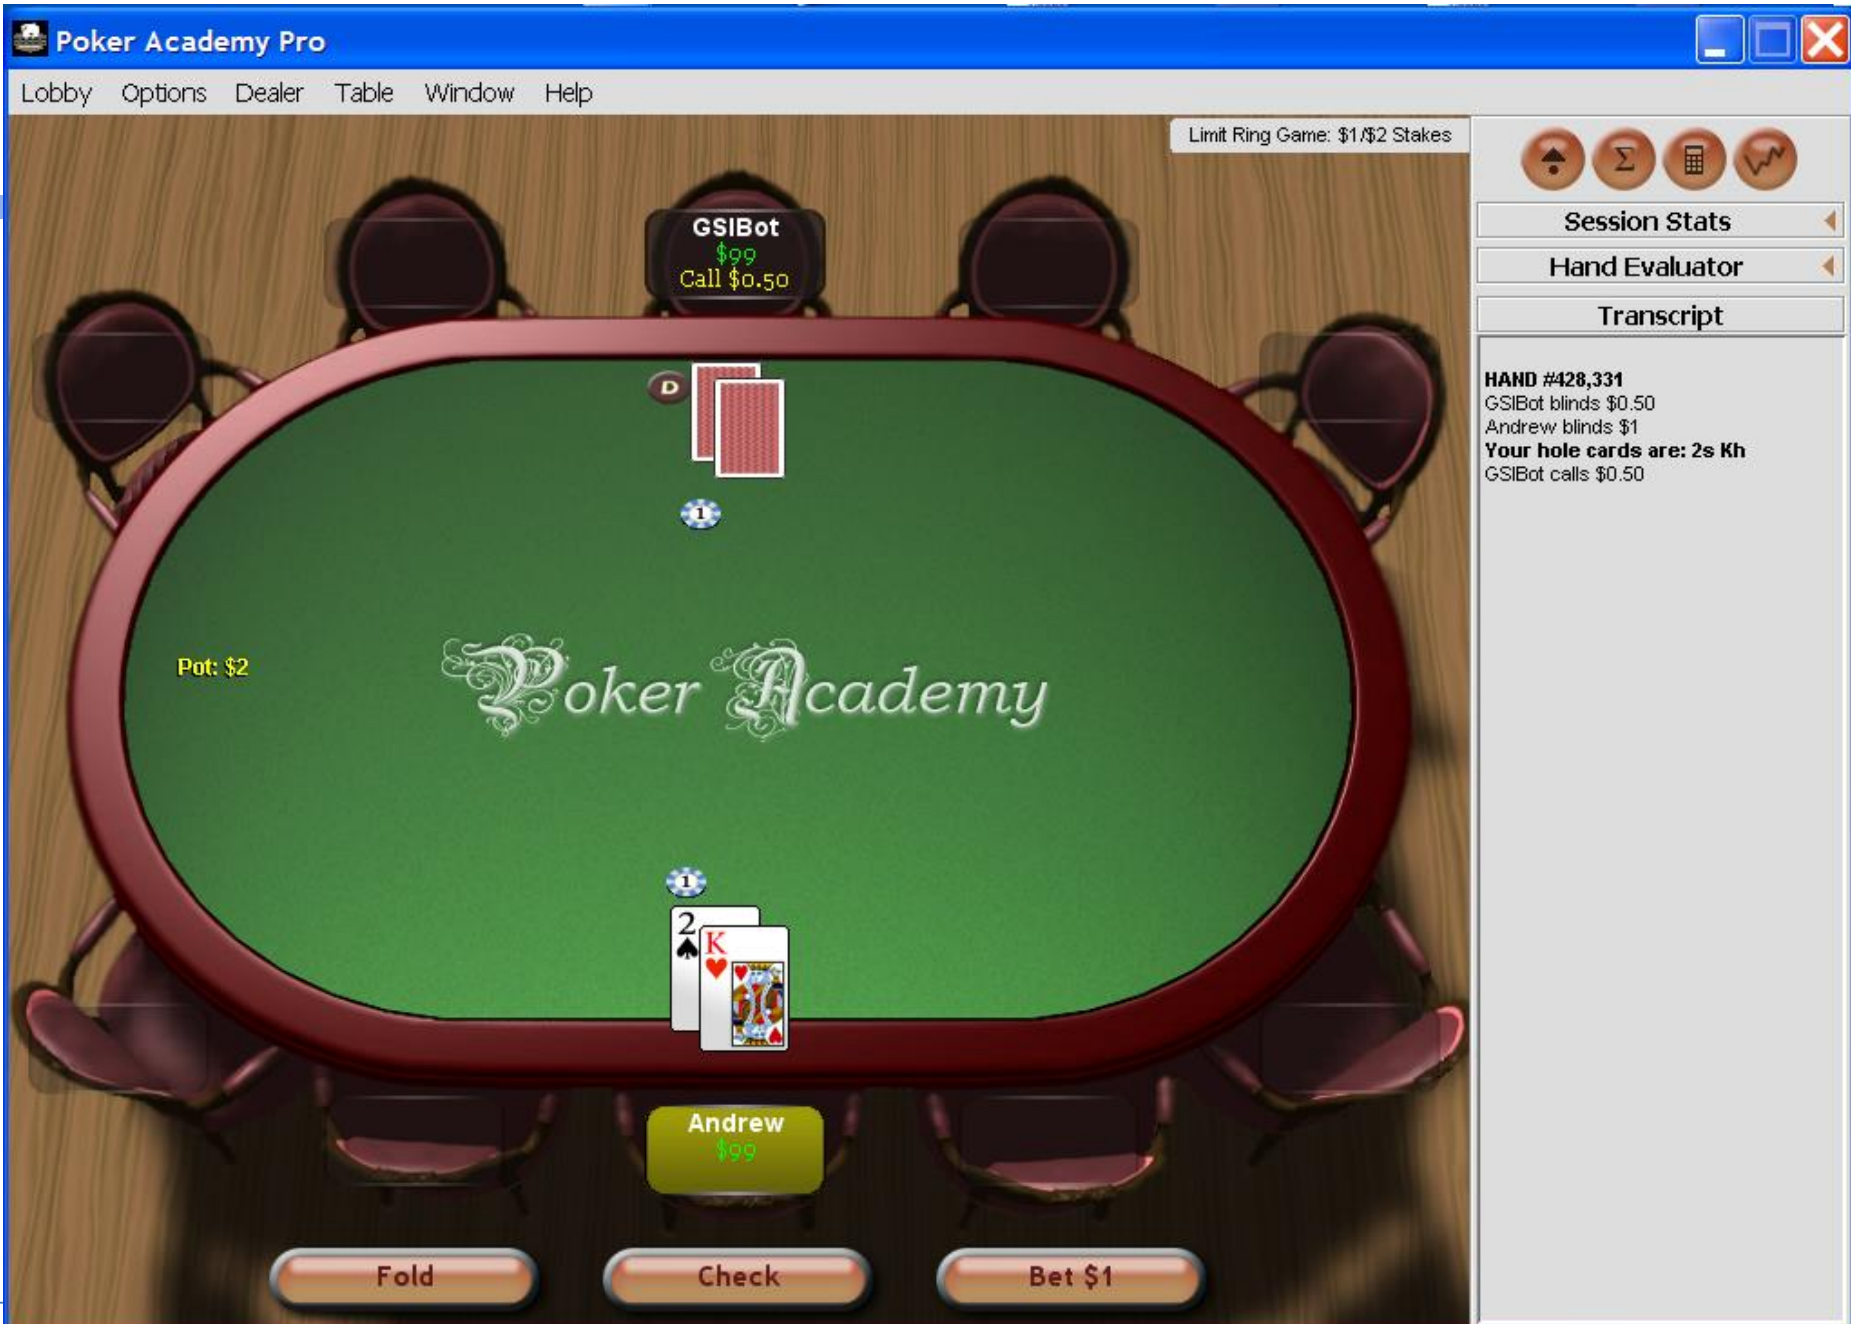 Poker Academy Pro
Lobby Options Dealer Table Window Help
Limit Ring Game: $1/$2 Stakes
Σ
GSIBot
$99
Call $0.50
Session Stats
Hand Evaluator
Transcript
D
1
HAND #428,331
GSIBot blinds $0.50
Andrew blinds $1
Your hole cards are: 2s Kh
GSIBot calls $0.50
Pot: $2
Poker Academy
1
2
K
Andrew
$99
Fold Check Bet $1